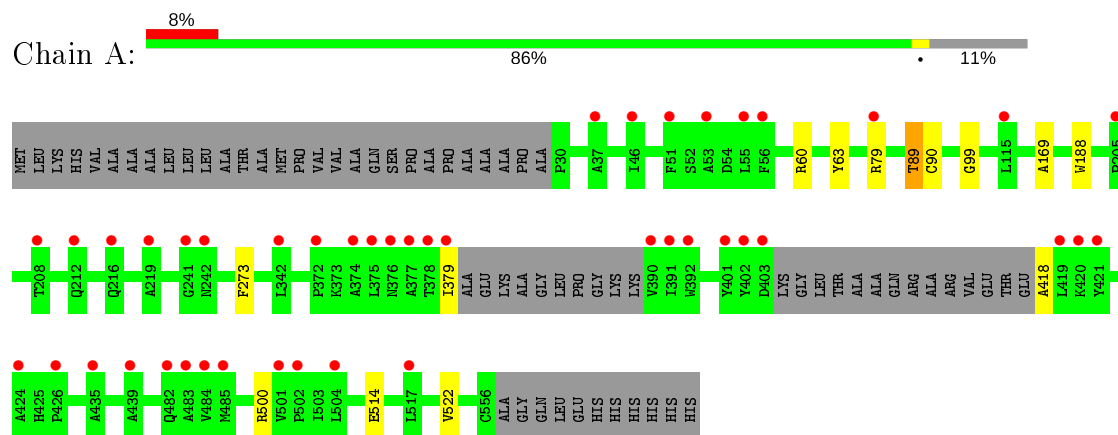 Chain A:
8%
86%
•
11%
MET
LEU
LYS
HIS
VAL
ALA
ALA
ALA
LEU
LEU
LEU
ALA
THR
ALA
MET
PRO
VAL
VAL
ALA
GLN
SER
PRO
ALA
PRO
ALA
ALA
ALA
PRO
ALA
P30
A37
I46
F51
S52
A53
D54
L55
F56
R60
Y63
R79
T89
C90
G99
L115
A169
W188
T208
Q212
Q216
A219
G241
N242
F273
L342
P372
K373
A374
L375
N376
A377
T378
I379
ALA
GLU
LYS
ALA
GLY
LEU
PRO
GLY
LYS
LYS
V390
I391
W392
Y401
Y402
D403
LYS
GLY
LEU
THR
ALA
ALA
GLN
ARG
ALA
ARG
VAL
GLU
THR
GLU
A418
L419
K420
Y421
A424
H425
P426
A435
A439
Q482
A483
V484
M485
R500
V501
P502
I503
L504
E514
L517
V522
C556
ALA
GLY
GLN
LEU
GLU
HIS
HIS
HIS
HIS
HIS
HIS